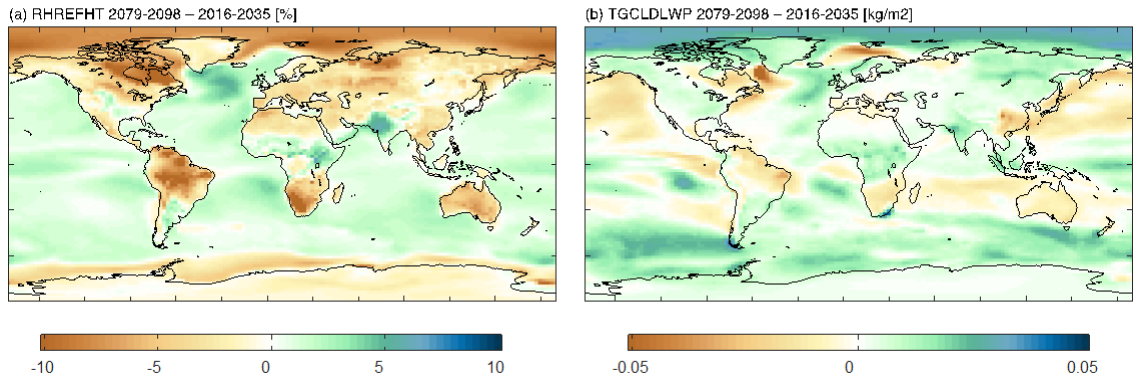 (a) RHREFHT 2079-2098 – 2016-2035 [%]
(b) TGCLDLWP 2079-2098 – 2016-2035 [kg/m2]
-10 -5 0 5 10
-0.05 0 0.05